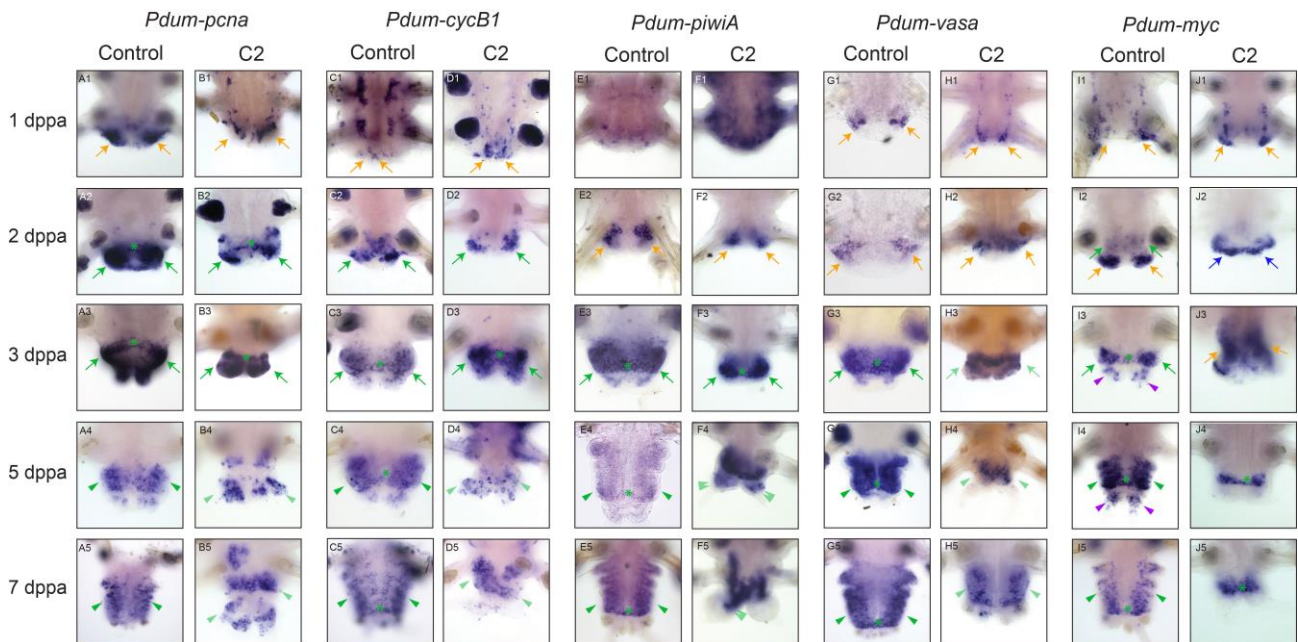 Pdum-pcna Pdum-cycB1 Pdum-piwiA Pdum-vasa Pdum-myc
Control C2 Control C2 Control C2 Control C2 Control C2
A1 B1 C1 D1 E1 F1 G1 H1 I1 J1
1 dppa
A2 B2 C2 D2 E2 F2 G2 H2 I2 J2
2 dppa
A3 B3 C3 D3 E3 F3 G3 H3 I3 J3
3 dppa
A4 B4 C4 D4 E4 F4 H4 I4 J4
5 dppa
A5 B5 C5 D5 E5 F5 G5 H5 I5 J5
7 dppa